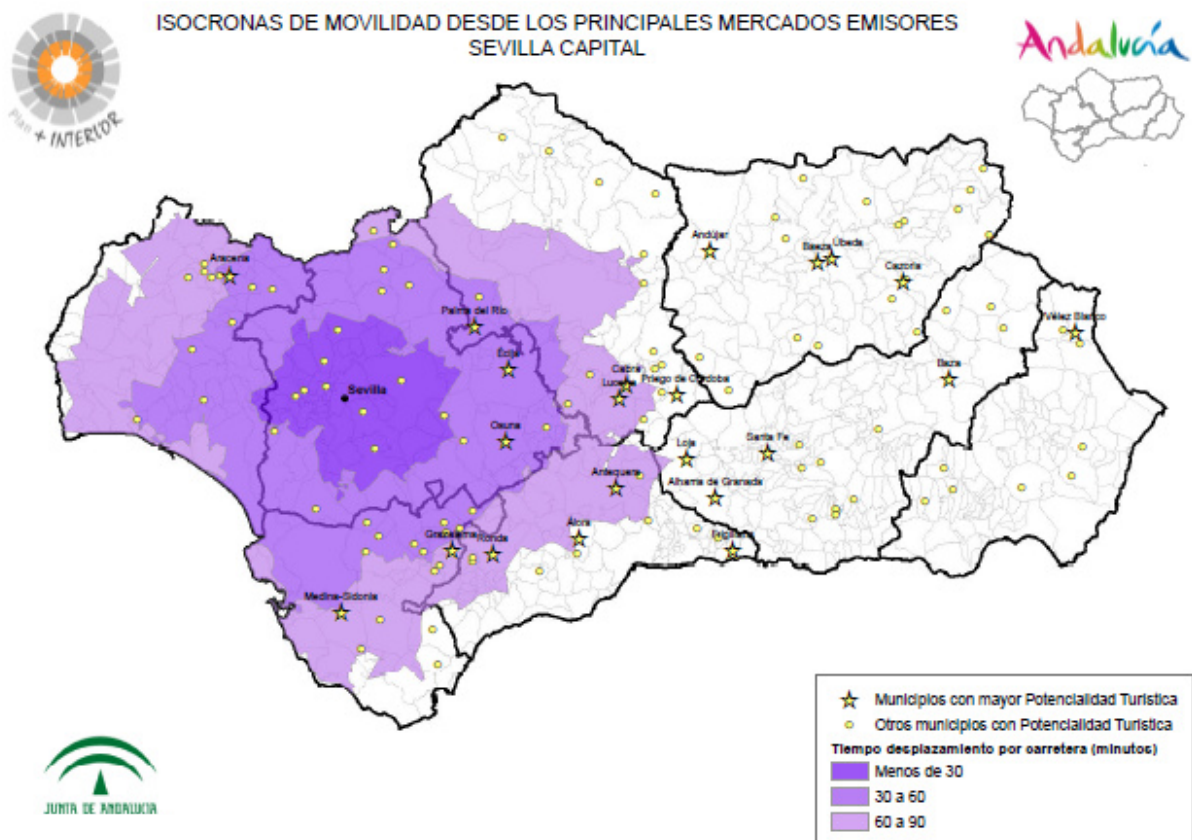 ISOCRONAS DE MOVILIDAD DESDE LOS PRINCIPALES MERCADOS EMISORES
SEVILLA CAPITAL
Andalucía
Plan + INTERIOR
Andújar
Baeza
Úbeda
Cazorla
Aracena
Palma del Río
Vélez Blanco
Écija
Cabra
Baza
Lucena
Priego de Córdoba
Sevilla
Osuna
Loja
Santa Fe
Antequera
Alhama de Granada
Álora
Grazalema
Ronda
Frigiliana
Medina-Sidonia
Municipios con mayor Potencialidad Turística
Otros municipios con Potencialidad Turística
Tiempo desplazamiento por carretera (minutos)
Menos de 30
30 a 60
60 a 90
JUNTA DE ANDALUCIA